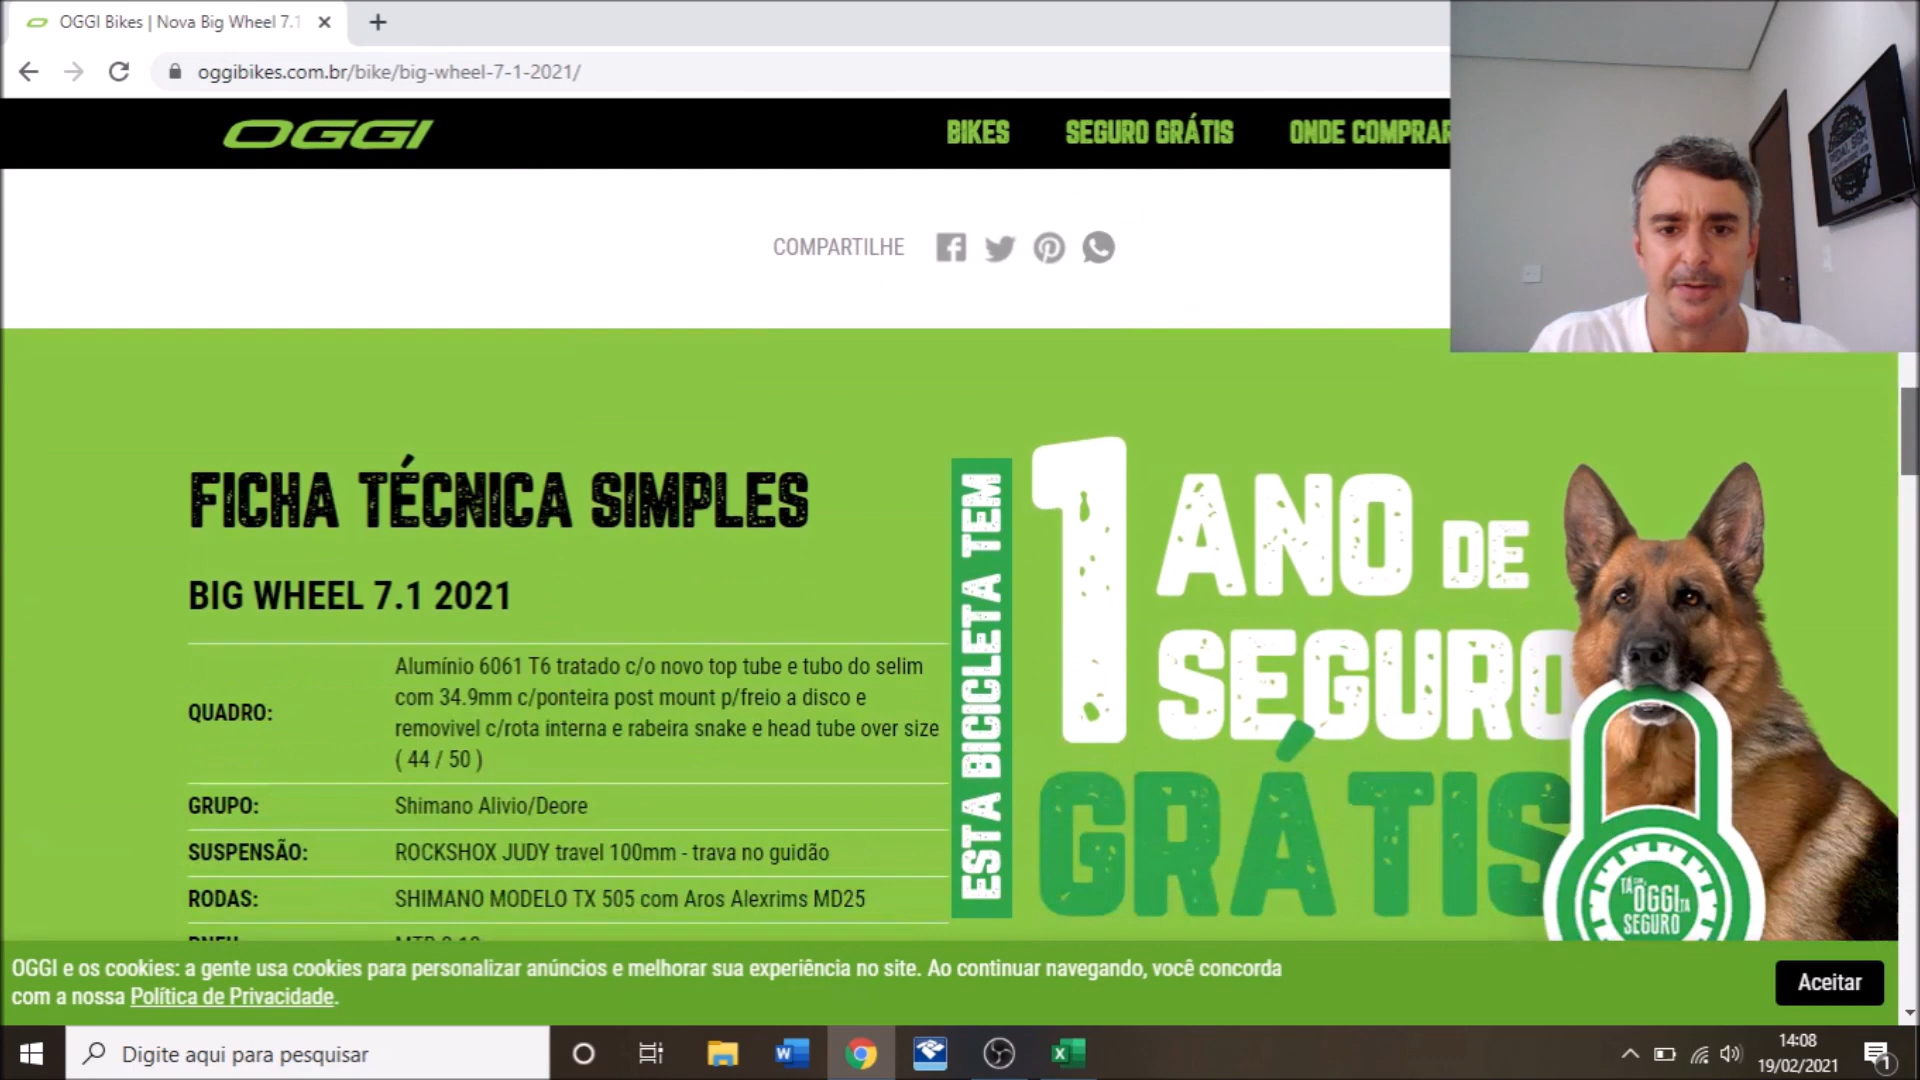 OGGI Bikes | Nova Big Wheel 7.1
oggibikes.com.br/bike/big-wheel-7-1-2021/
OGGI
BIKES
SEGURO GRÁTIS
ONDE COMPRAR
PEDAL SEM
COMPARTILHE
FICHA TÉCNICA SIMPLES
BIG WHEEL 7.1 2021
QUADRO:
Alumínio 6061 T6 tratado c/o novo top tube e tubo do selim
com 34.9mm c/ponteira post mount p/freio a disco e
removivel c/rota interna e rabeira snake e head tube over size
( 44 / 50 )
GRUPO:
Shimano Alivio/Deore
SUSPENSÃO:
ROCKSHOX JUDY travel 100mm - trava no guidão
RODAS:
SHIMANO MODELO TX 505 com Aros Alexrims MD25
ESTA BICICLETA TEM
1 ANO DE
SEGURO
GRÁTIS
TÁ COM
OGGI TÁ
SEGURO
OGGI e os cookies: a gente usa cookies para personalizar anúncios e melhorar sua experiência no site. Ao continuar navegando, você concorda
com a nossa Política de Privacidade.
Aceitar
Digite aqui para pesquisar
14:08
19/02/2021
1